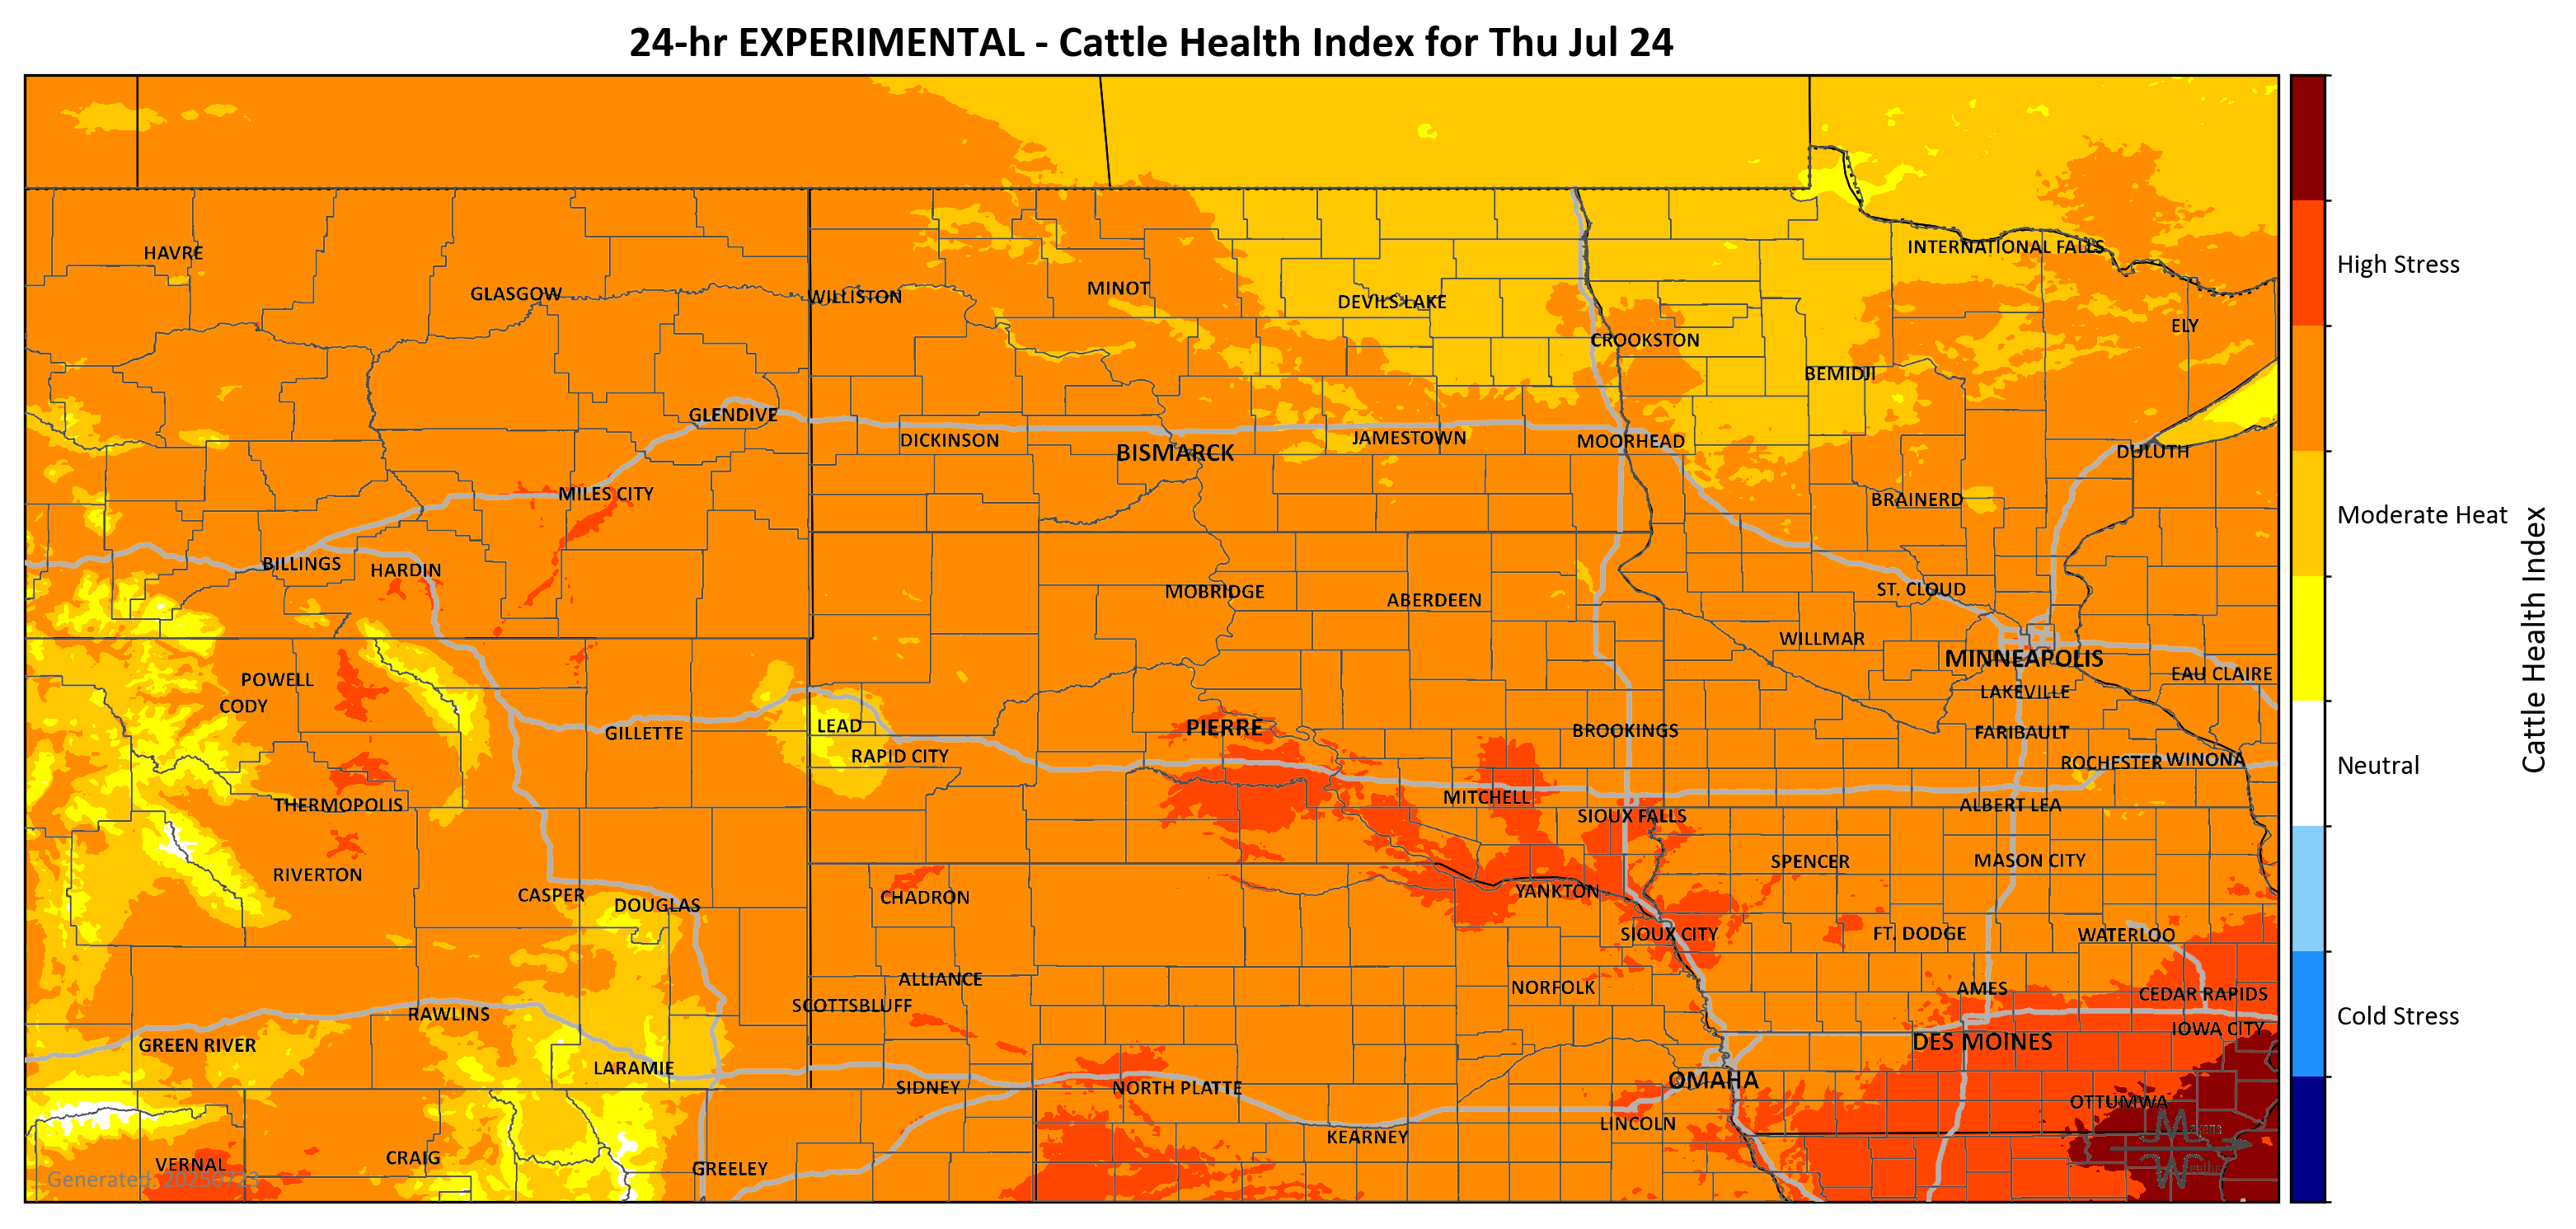 24-hr EXPERIMENTAL - Cattle Health Index for Thu Jul 24
HAVRE
GLASGOW
WILLISTON
MINOT
DEVILS LAKE
INTERNATIONAL FALLS
CROOKSTON
ELY
BEMIDJI
GLENDIVE
DICKINSON
BISMARCK
JAMESTOWN
MOORHEAD
DULUTH
MILES CITY
BRAINERD
BILLINGS
HARDIN
MOBRIDGE
ABERDEEN
ST. CLOUD
WILLMAR
MINNEAPOLIS
EAU CLAIRE
POWELL
CODY
LAKEVILLE
GILLETTE
LEAD
PIERRE
BROOKINGS
FARIBAULT
RAPID CITY
ROCHESTER
WINONA
THERMOPOLIS
MITCHELL
SIOUX FALLS
ALBERT LEA
RIVERTON
SPENCER
MASON CITY
CASPER
DOUGLAS
CHADRON
YANKTON
SIOUX CITY
FT. DODGE
WATERLOO
ALLIANCE
SCOTTSBLUFF
NORFOLK
AMES
CEDAR RAPIDS
RAWLINS
GREEN RIVER
IOWA CITY
DES MOINES
LARAMIE
SIDNEY
NORTH PLATTE
OMAHA
OTTUMWA
LINCOLN
KEARNEY
VERNAL
CRAIG
GREELEY
Generated: 20250723
High Stress
Moderate Heat
Neutral
Cold Stress
Cattle Health Index